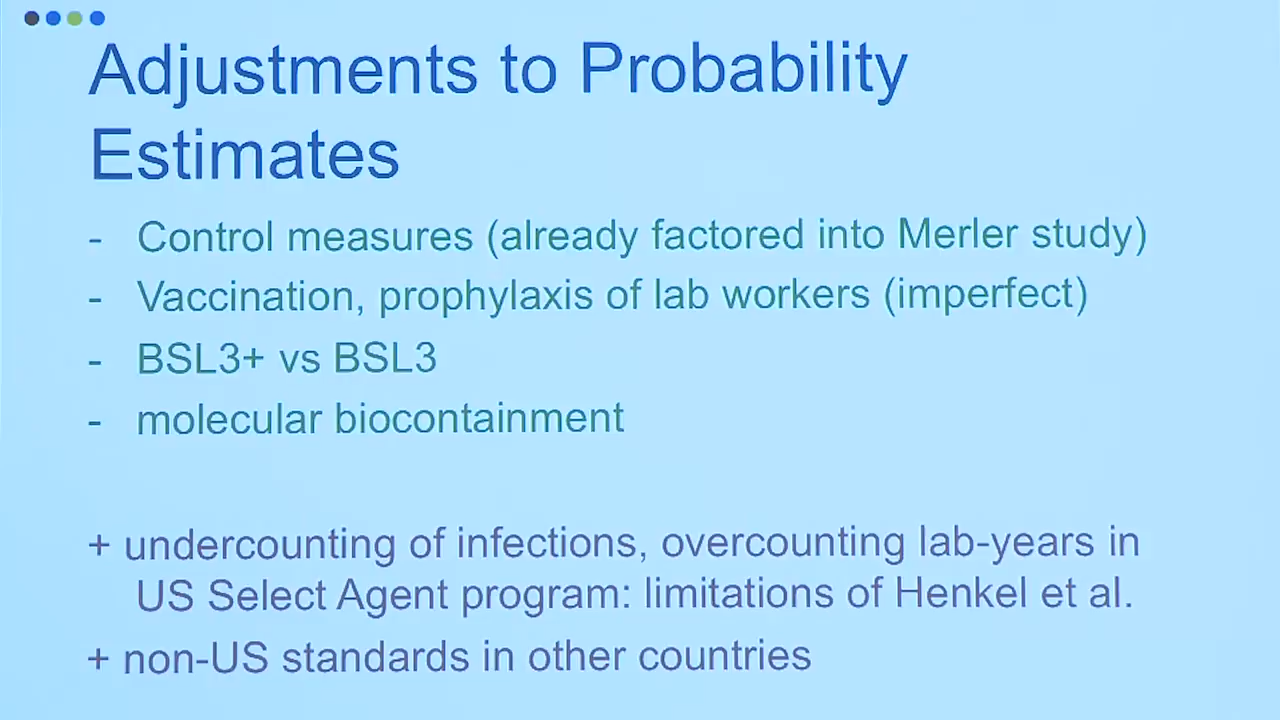 Adjustments to Probability
Estimates
- Control measures (already factored into Merler study)
- Vaccination, prophylaxis of lab workers (imperfect)
- BSL3+ vs BSL3
- molecular biocontainment
+ undercounting of infections, overcounting lab-years in
US Select Agent program: limitations of Henkel et al.
+ non-US standards in other countries